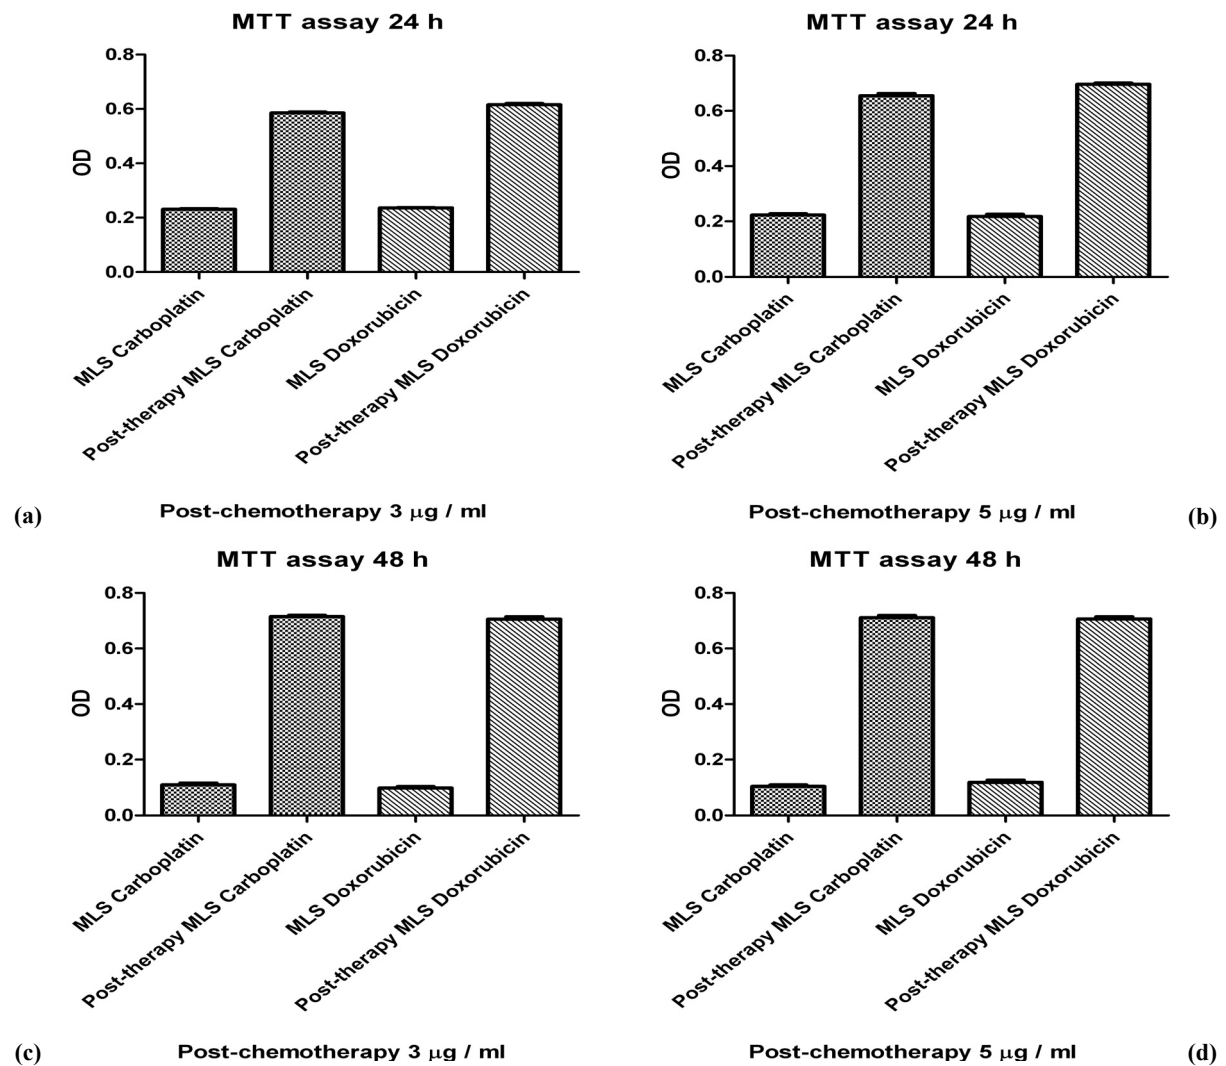 MTT assay 24 h
0.8
0.6
0.4
0.2
0.0
OD
MLS Carboplatin
Post-therapy MLS Carboplatin
MLS Doxorubicin
Post-therapy MLS Doxorubicin
(a)
Post-chemotherapy 3 μg / ml
MTT assay 24 h
0.8
0.6
0.4
0.2
0.0
OD
MLS Carboplatin
Post-therapy MLS Carboplatin
MLS Doxorubicin
Post-therapy MLS Doxorubicin
Post-chemotherapy 5 μg / ml
(b)
MTT assay 48 h
0.8
0.6
0.4
0.2
0.0
OD
MLS Carboplatin
Post-therapy MLS Carboplatin
MLS Doxorubicin
Post-therapy MLS Doxorubicin
(c)
Post-chemotherapy 3 μg / ml
MTT assay 48 h
0.8
0.6
0.4
0.2
0.0
OD
MLS Carboplatin
Post-therapy MLS Carboplatin
MLS Doxorubicin
Post-therapy MLS Doxorubicin
Post-chemotherapy 5 μg / ml
(d)